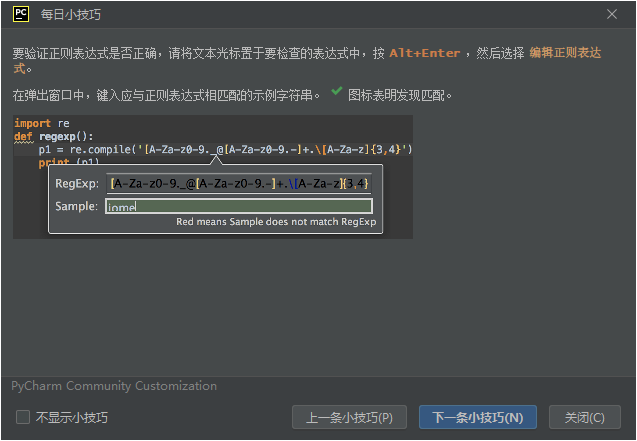 PC
每日小技巧
要验证正则表达式是否正确，请将文本光标置于要检查的表达式中，按 Alt+Enter ，然后选择 编辑正则表达
式。
在弹出窗口中，键入应与正则表达式相匹配的示例字符串。 ✔ 图标表明发现匹配。
import re
def regexp():
p1 = re.compile('[A-Za-z0-9._@[A-Za-z0-9.-]+.\[A-Za-z]{3,4}')
print (p1)
RegExp: [A-Za-z0-9._@[A-Za-z0-9.-]+.\[A-Za-z]{3,4}
Sample: jome
Red means Sample does not match RegExp
PyCharm Community Customization
不显示小技巧
上一条小技巧(P)
下一条小技巧(N)
关闭(C)